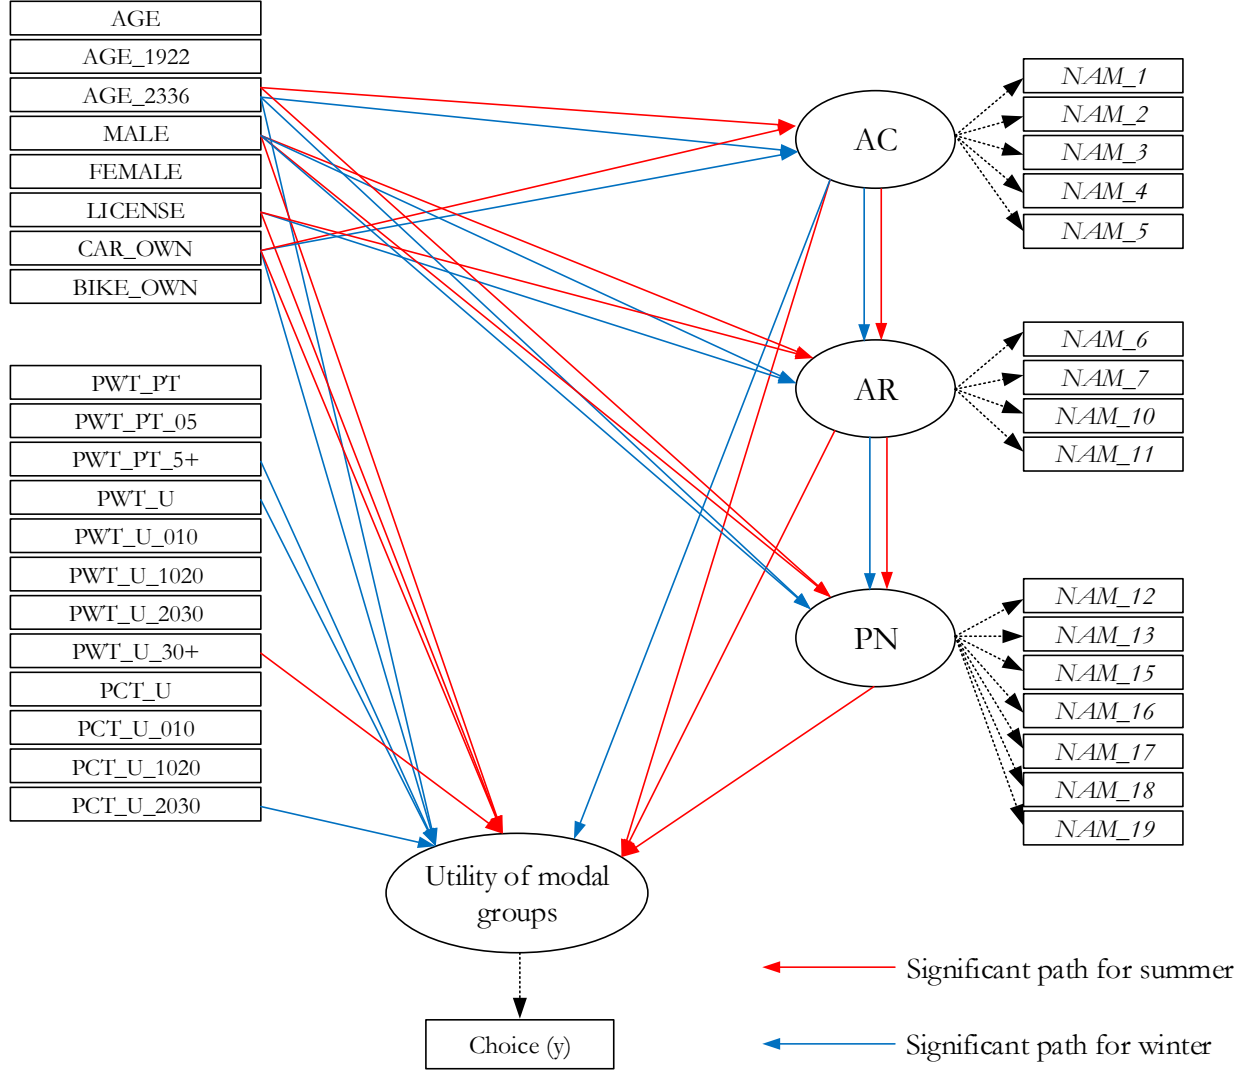 AGE
AGE_1922
AGE_2336
MALE
FEMALE
LICENSE
CAR_OWN
BIKE_OWN
PWT_PT
PWT_PT_05
PWT_PT_5+
PWT_U
PWT_U_010
PWT_U_1020
PWT_U_2030
PWT_U_30+
PCT_U
PCT_U_010
PCT_U_1020
PCT_U_2030
AC
AR
PN
NAM_1
NAM_2
NAM_3
NAM_4
NAM_5
NAM_6
NAM_7
NAM_10
NAM_11
NAM_12
NAM_13
NAM_15
NAM_16
NAM_17
NAM_18
NAM_19
Utility of modal
groups
Choice (y)
Significant path for summer
Significant path for winter